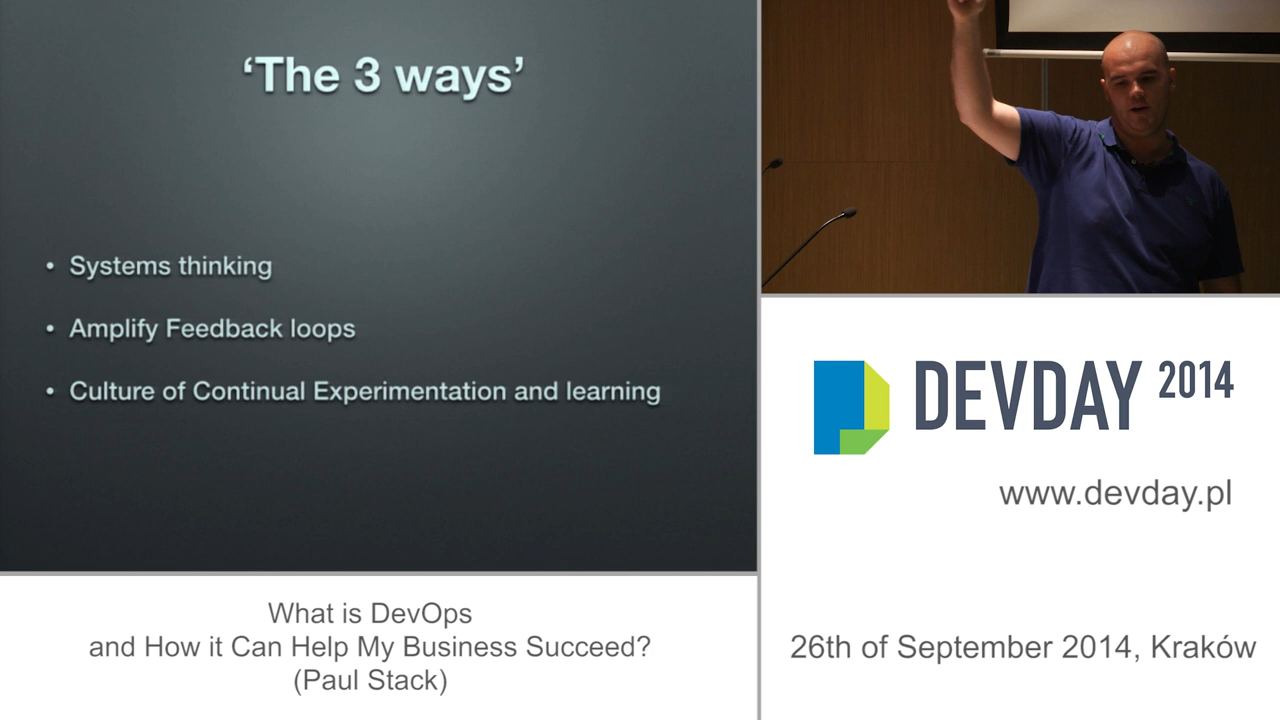 ‘The 3 ways’
• Systems thinking
• Amplify Feedback loops
• Culture of Continual Experimentation and learning
What is DevOps
and How it Can Help My Business Succeed?
(Paul Stack)
DEVDAY 2014
www.devday.pl
26th of September 2014, Kraków